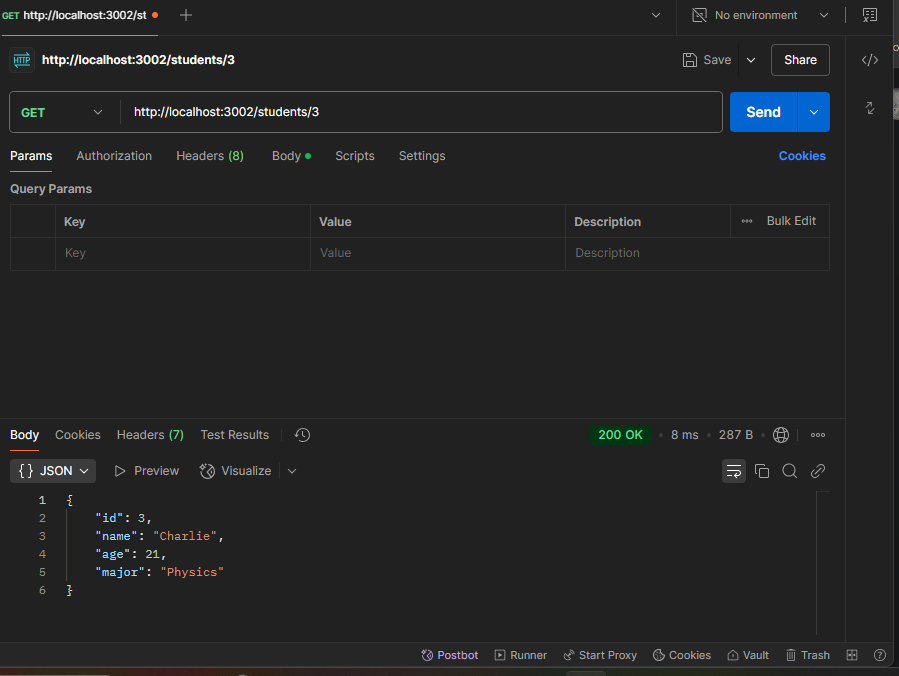 GET http://localhost:3002/st
No environment
HTTP http://localhost:3002/students/3
Save
Share
GET
http://localhost:3002/students/3
Send
Params Authorization Headers (8) Body Scripts Settings
Cookies
Query Params
Key Value Description Bulk Edit
Key Value Description
Body Cookies Headers (7) Test Results
200 OK 8 ms 287 B
{} JSON Preview Visualize
1 {
2 "id": 3,
3 "name": "Charlie",
4 "age": 21,
5 "major": "Physics"
6 }
Postbot Runner Start Proxy Cookies Vault Trash